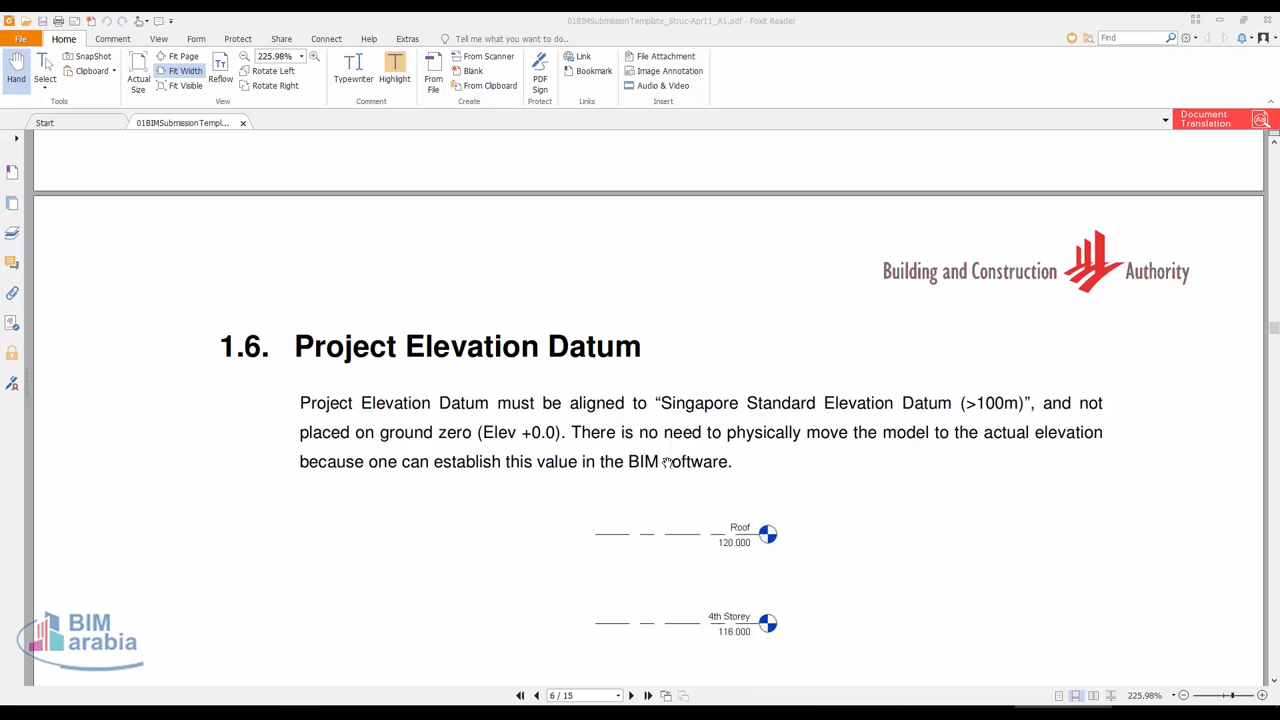 01BIMSubmissionTemplate_Struc-Apr11_A1.pdf - Foxit Reader
File Home Comment View Form Protect Share Connect Help Extras Tell me what you want to do.. Find
SnapShot Fit Page 225.98% From Scanner Link File Attachment
Clipboard Fit Width Rotate Left Blank Bookmark Image Annotation
Fit Visible Rotate Right From Clipboard Audio & Video
Hand Select Actual Size Reflow Typewriter Highlight From File PDF Sign
Tools View Comment Create Protect Links Insert
Start 01BIMSubmissionTempl... Document Translation
Building and Construction Authority
1.6. Project Elevation Datum
Project Elevation Datum must be aligned to “Singapore Standard Elevation Datum (>100m)”, and not
placed on ground zero (Elev +0.0). There is no need to physically move the model to the actual elevation
because one can establish this value in the BIM software.
Roof
120.000
4th Storey
116.000
BIM
arabia
6 / 15 225.98%